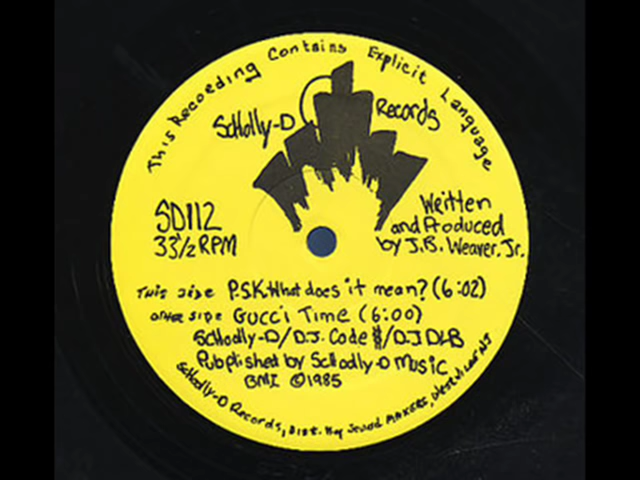 This Recording Contains Explicit Language
SCHOLLY-D Records
SD112
33 1/2 RPM
Written
and Produced
by J.B. Weaver. Jr.
THIS SIDE P.S.K. What does it mean? (6:02)
other SIDE GUCCI TIME (6:00)
SCHOOLLY-D/DJ. Code $/DJ DLB
Published by SCHOOLLY-D MUSIC
BMI ©1985
SCHOOLLY-D Records, DIST. By Sound MAKERS,